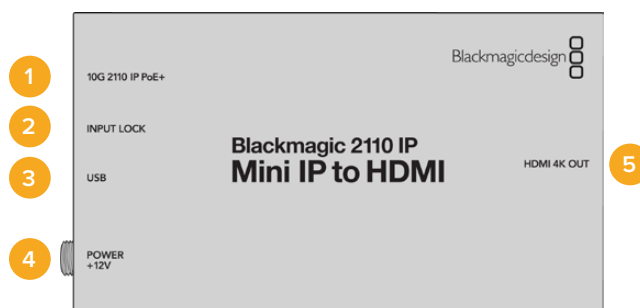 Blackmagicdesign
1
10G 2110 IP PoE+
2
INPUT LOCK
Blackmagic 2110 IP
Mini IP to HDMI
3
USB
HDMI 4K OUT
5
4
POWER
+12V